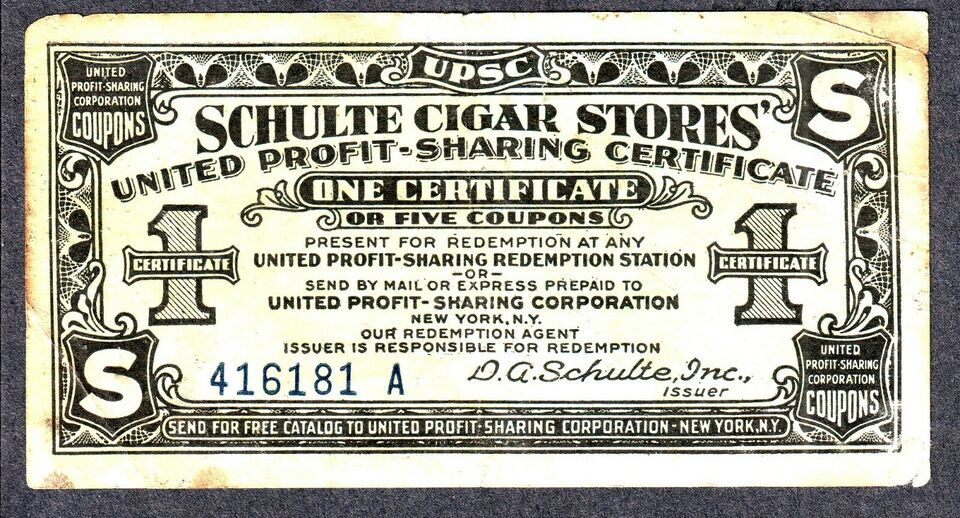 UPSC
UNITED
PROFIT-SHARING
CORPORATION
COUPONS
S
SCHULTE CIGAR STORES'
UNITED PROFIT-SHARING CERTIFICATE
ONE CERTIFICATE
OR FIVE COUPONS
1
CERTIFICATE
1
CERTIFICATE
PRESENT FOR REDEMPTION AT ANY
UNITED PROFIT-SHARING REDEMPTION STATION
-OR-
SEND BY MAIL OR EXPRESS PREPAID TO
UNITED PROFIT-SHARING CORPORATION
NEW YORK, N.Y.
OUR REDEMPTION AGENT
ISSUER IS RESPONSIBLE FOR REDEMPTION
S
416181 A
D.A. Schulte, Inc.,
Issuer
UNITED
PROFIT-SHARING
CORPORATION
COUPONS
SEND FOR FREE CATALOG TO UNITED PROFIT-SHARING CORPORATION-NEW YORK, N.Y.